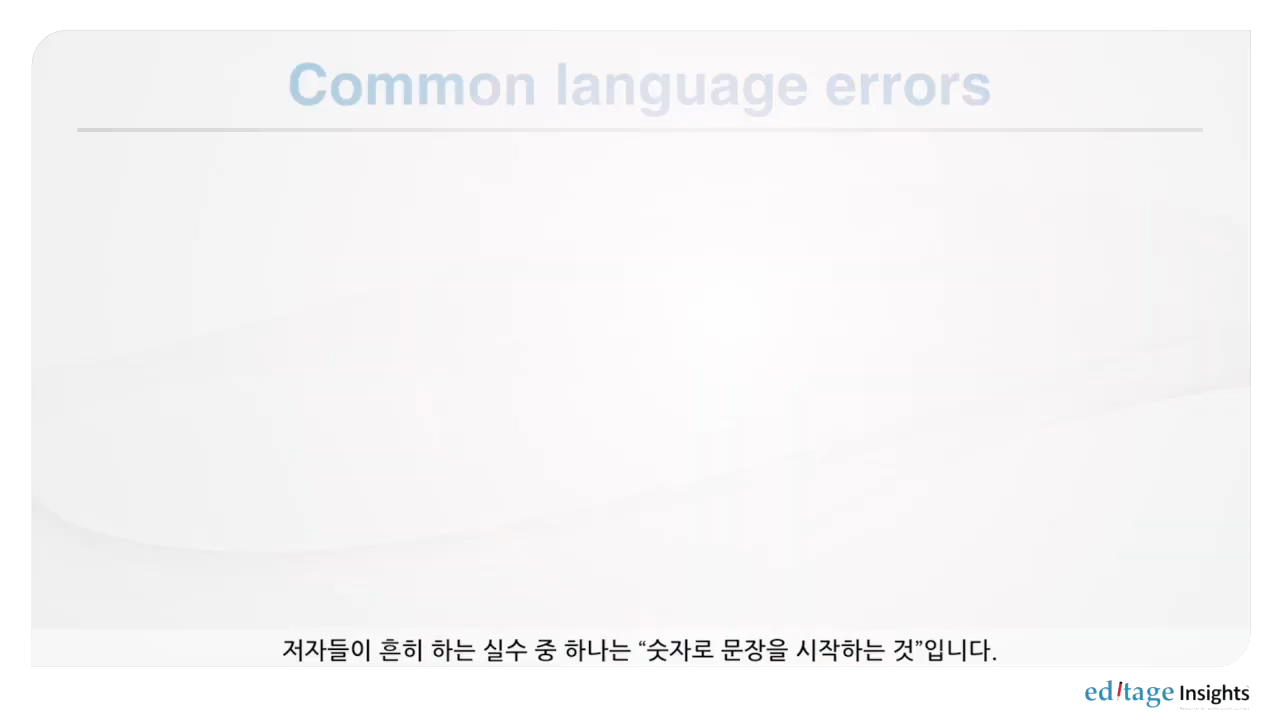 Common language errors
저자들이 흔히 하는 실수 중 하나는 “숫자로 문장을 시작하는 것”입니다.
editage Insights